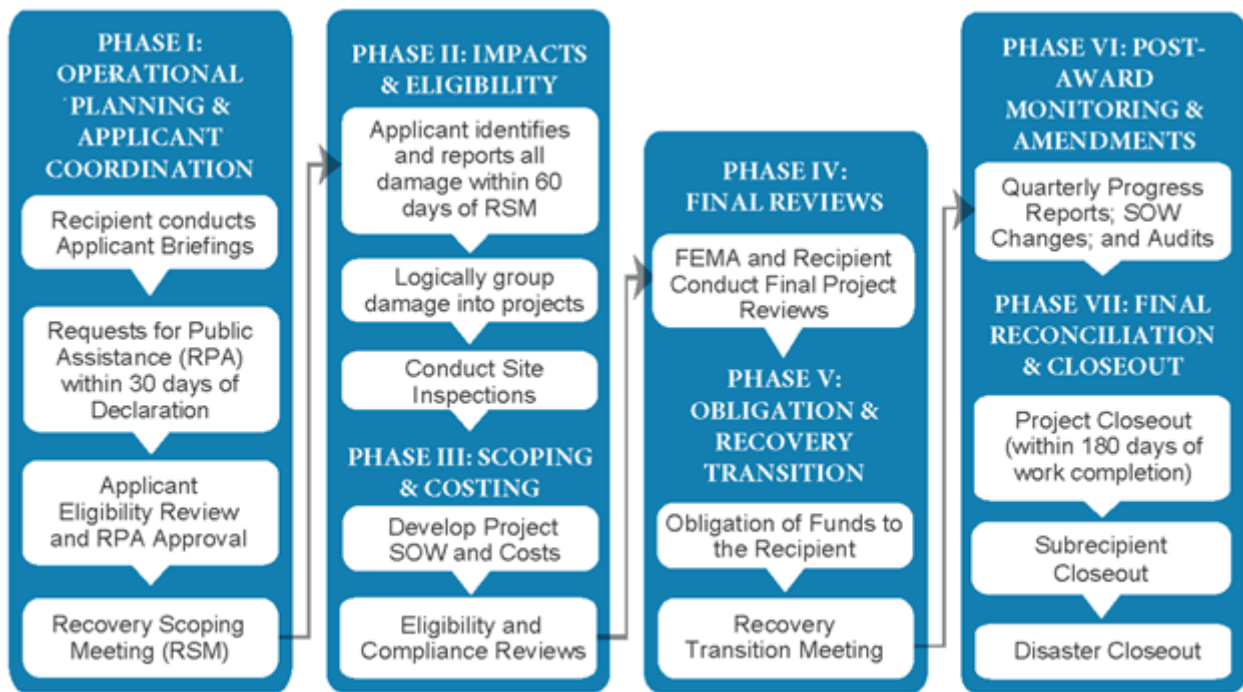 PHASE I:
OPERATIONAL
PLANNING &
APPLICANT
COORDINATION
Recipient conducts
Applicant Briefings
Requests for Public
Assistance (RPA)
within 30 days of
Declaration
Applicant
Eligibility Review
and RPA Approval
Recovery Scoping
Meeting (RSM)
PHASE II: IMPACTS
& ELIGIBILITY
Applicant identifies
and reports all
damage within 60
days of RSM
Logically group
damage into projects
Conduct Site
Inspections
PHASE III: SCOPING
& COSTING
Develop Project
SOW and Costs
Eligibility and
Compliance Reviews
PHASE IV:
FINAL REVIEWS
FEMA and Recipient
Conduct Final Project
Reviews
PHASE V:
OBLIGATION &
RECOVERY
TRANSITION
Obligation of Funds to
the Recipient
Recovery
Transition Meeting
PHASE VI: POST-
AWARD
MONITORING &
AMENDMENTS
Quarterly Progress
Reports; SOW
Changes; and Audits
PHASE VII: FINAL
RECONCILIATION
& CLOSEOUT
Project Closeout
(within 180 days of
work completion)
Subrecipient
Closeout
Disaster Closeout